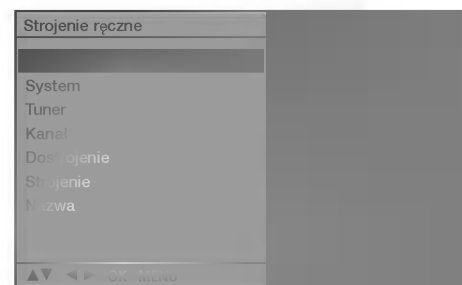 Strojenie ręczne
System
Tuner
Kanał
Dostrojenie
Strojenie
Nazwa
▲▼ ◄► OK MENU